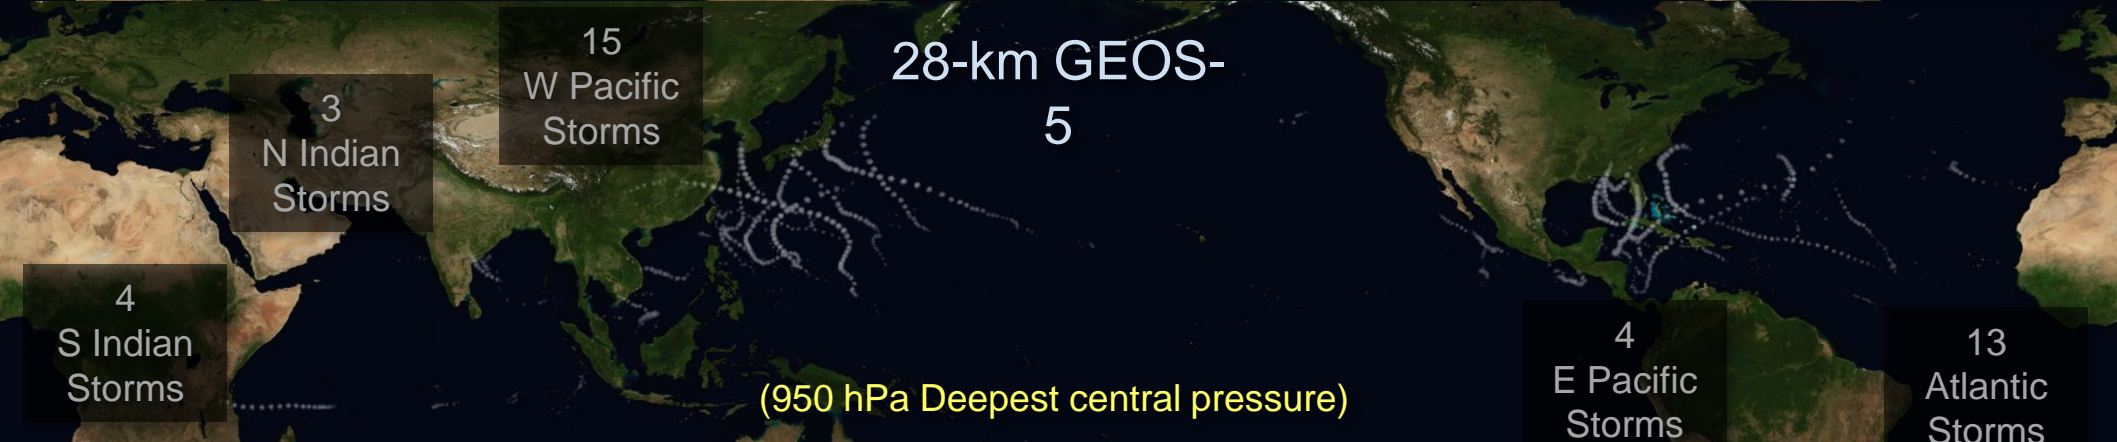 15
W Pacific
Storms
28-km GEOS-
5
3
N Indian
Storms
4
S Indian
Storms
(950 hPa Deepest central pressure)
4
E Pacific
Storms
13
Atlantic
Storms